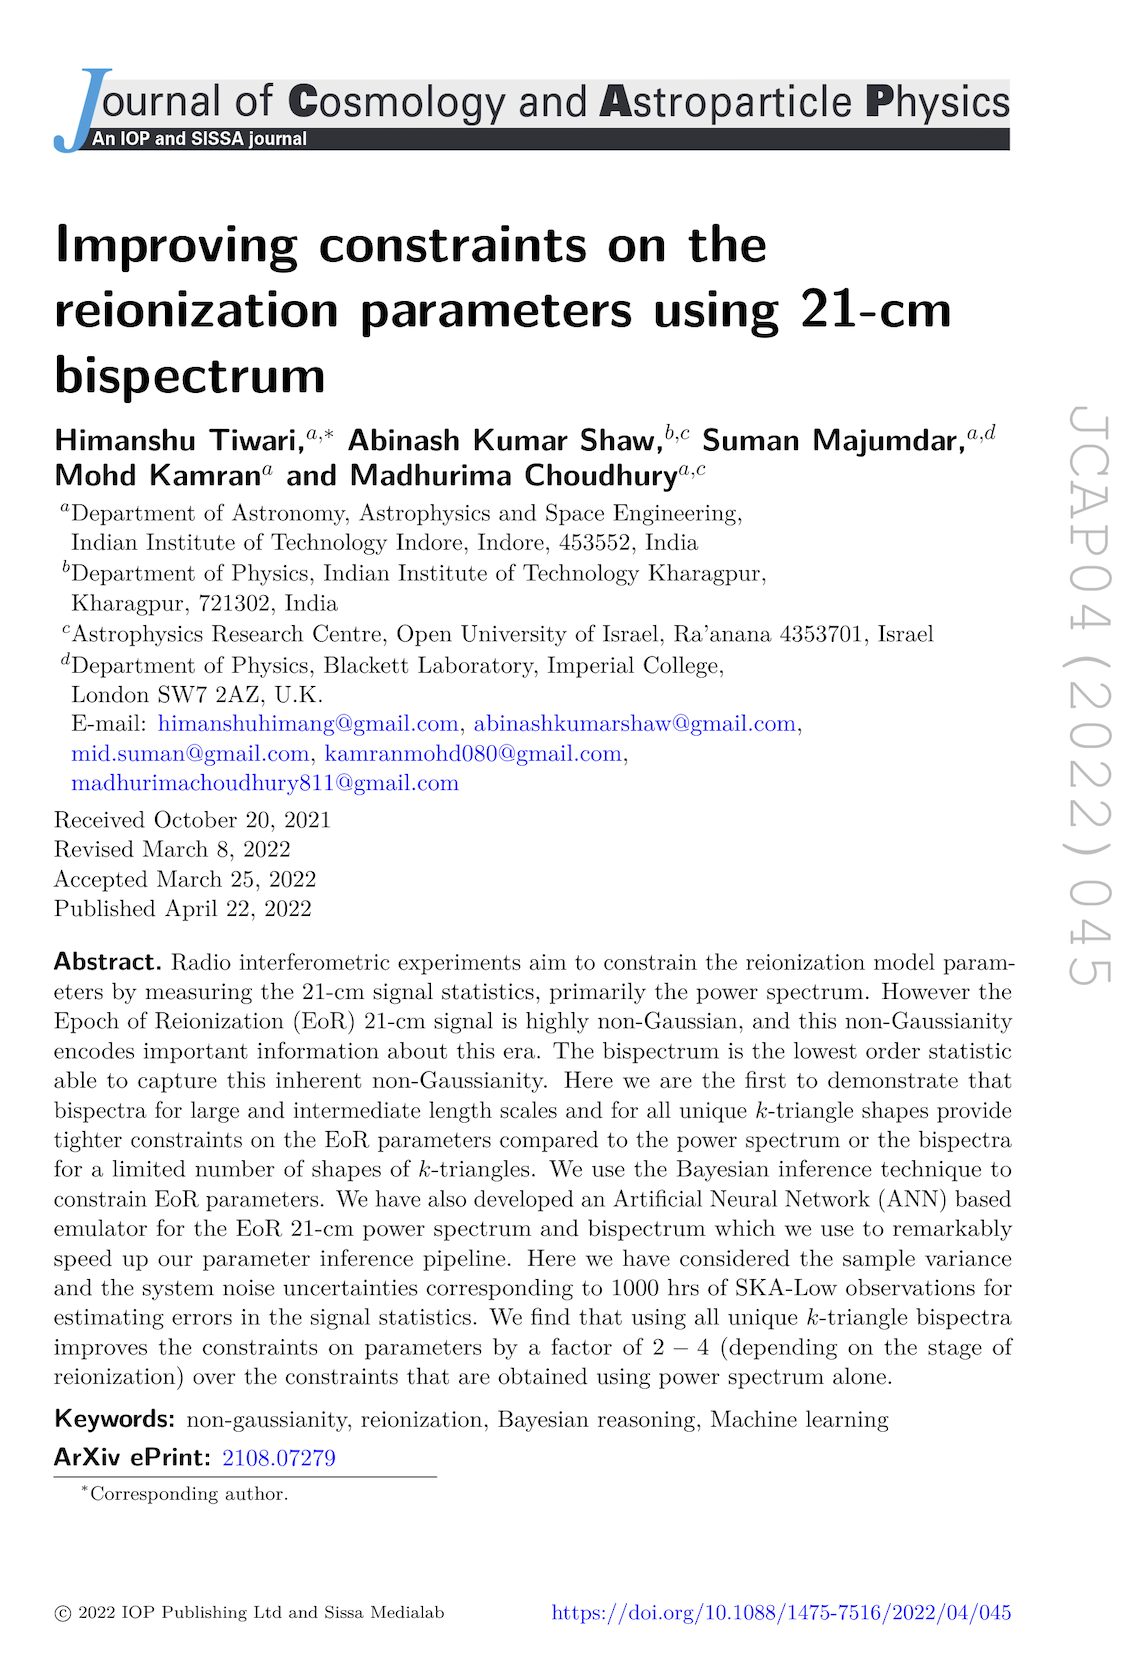 Journal of Cosmology and Astroparticle Physics
An IOP and SISSA journal
Improving constraints on the
reionization parameters using 21-cm
bispectrum
Himanshu Tiwari,a,∗ Abinash Kumar Shaw,b,c Suman Majumdar,a,d
Mohd Kamrana and Madhurima Choudhurya,c
aDepartment of Astronomy, Astrophysics and Space Engineering,
Indian Institute of Technology Indore, Indore, 453552, India
bDepartment of Physics, Indian Institute of Technology Kharagpur,
Kharagpur, 721302, India
cAstrophysics Research Centre, Open University of Israel, Ra'anana 4353701, Israel
dDepartment of Physics, Blackett Laboratory, Imperial College,
London SW7 2AZ, U.K.
E-mail: himanshuhimang@gmail.com, abinashkumarshaw@gmail.com,
mid.suman@gmail.com, kamranmohd080@gmail.com,
madhurimachoudhury811@gmail.com
Received October 20, 2021
Revised March 8, 2022
Accepted March 25, 2022
Published April 22, 2022
Abstract. Radio interferometric experiments aim to constrain the reionization model param-
eters by measuring the 21-cm signal statistics, primarily the power spectrum. However the
Epoch of Reionization (EoR) 21-cm signal is highly non-Gaussian, and this non-Gaussianity
encodes important information about this era. The bispectrum is the lowest order statistic
able to capture this inherent non-Gaussianity. Here we are the first to demonstrate that
bispectra for large and intermediate length scales and for all unique k-triangle shapes provide
tighter constraints on the EoR parameters compared to the power spectrum or the bispectra
for a limited number of shapes of k-triangles. We use the Bayesian inference technique to
constrain EoR parameters. We have also developed an Artificial Neural Network (ANN) based
emulator for the EoR 21-cm power spectrum and bispectrum which we use to remarkably
speed up our parameter inference pipeline. Here we have considered the sample variance
and the system noise uncertainties corresponding to 1000 hrs of SKA-Low observations for
estimating errors in the signal statistics. We find that using all unique k-triangle bispectra
improves the constraints on parameters by a factor of 2 − 4 (depending on the stage of
reionization) over the constraints that are obtained using power spectrum alone.
Keywords: non-gaussianity, reionization, Bayesian reasoning, Machine learning
ArXiv ePrint: 2108.07279
∗Corresponding author.
© 2022 IOP Publishing Ltd and Sissa Medialab
https://doi.org/10.1088/1475-7516/2022/04/045
JCAP04(2022)045